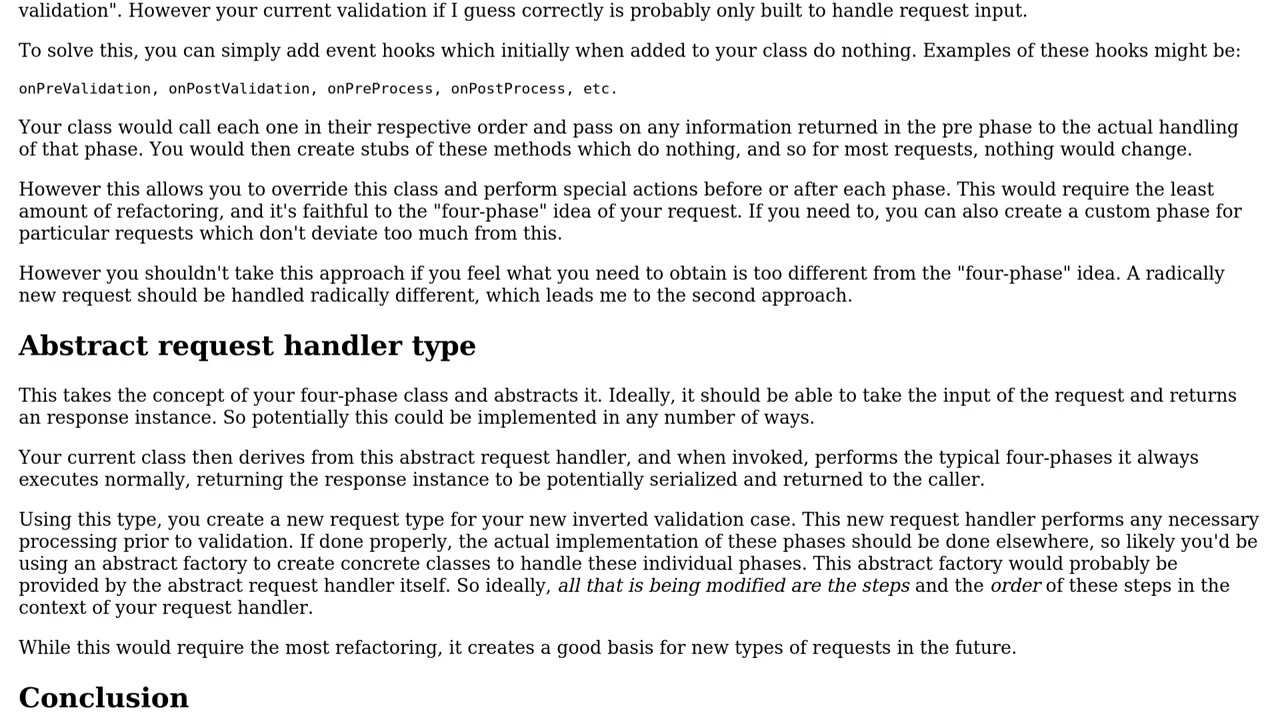 validation". However your current validation if I guess correctly is probably only built to handle request input.
To solve this, you can simply add event hooks which initially when added to your class do nothing. Examples of these hooks might be:
onPreValidation, onPostValidation, onPreProcess, onPostProcess, etc.
Your class would call each one in their respective order and pass on any information returned in the pre phase to the actual handling
of that phase. You would then create stubs of these methods which do nothing, and so for most requests, nothing would change.
However this allows you to override this class and perform special actions before or after each phase. This would require the least
amount of refactoring, and it's faithful to the "four-phase" idea of your request. If you need to, you can also create a custom phase for
particular requests which don't deviate too much from this.
However you shouldn't take this approach if you feel what you need to obtain is too different from the "four-phase" idea. A radically
new request should be handled radically different, which leads me to the second approach.
Abstract request handler type
This takes the concept of your four-phase class and abstracts it. Ideally, it should be able to take the input of the request and returns
an response instance. So potentially this could be implemented in any number of ways.
Your current class then derives from this abstract request handler, and when invoked, performs the typical four-phases it always
executes normally, returning the response instance to be potentially serialized and returned to the caller.
Using this type, you create a new request type for your new inverted validation case. This new request handler performs any necessary
processing prior to validation. If done properly, the actual implementation of these phases should be done elsewhere, so likely you'd be
using an abstract factory to create concrete classes to handle these individual phases. This abstract factory would probably be
provided by the abstract request handler itself. So ideally, all that is being modified are the steps and the order of these steps in the
context of your request handler.
While this would require the most refactoring, it creates a good basis for new types of requests in the future.
Conclusion